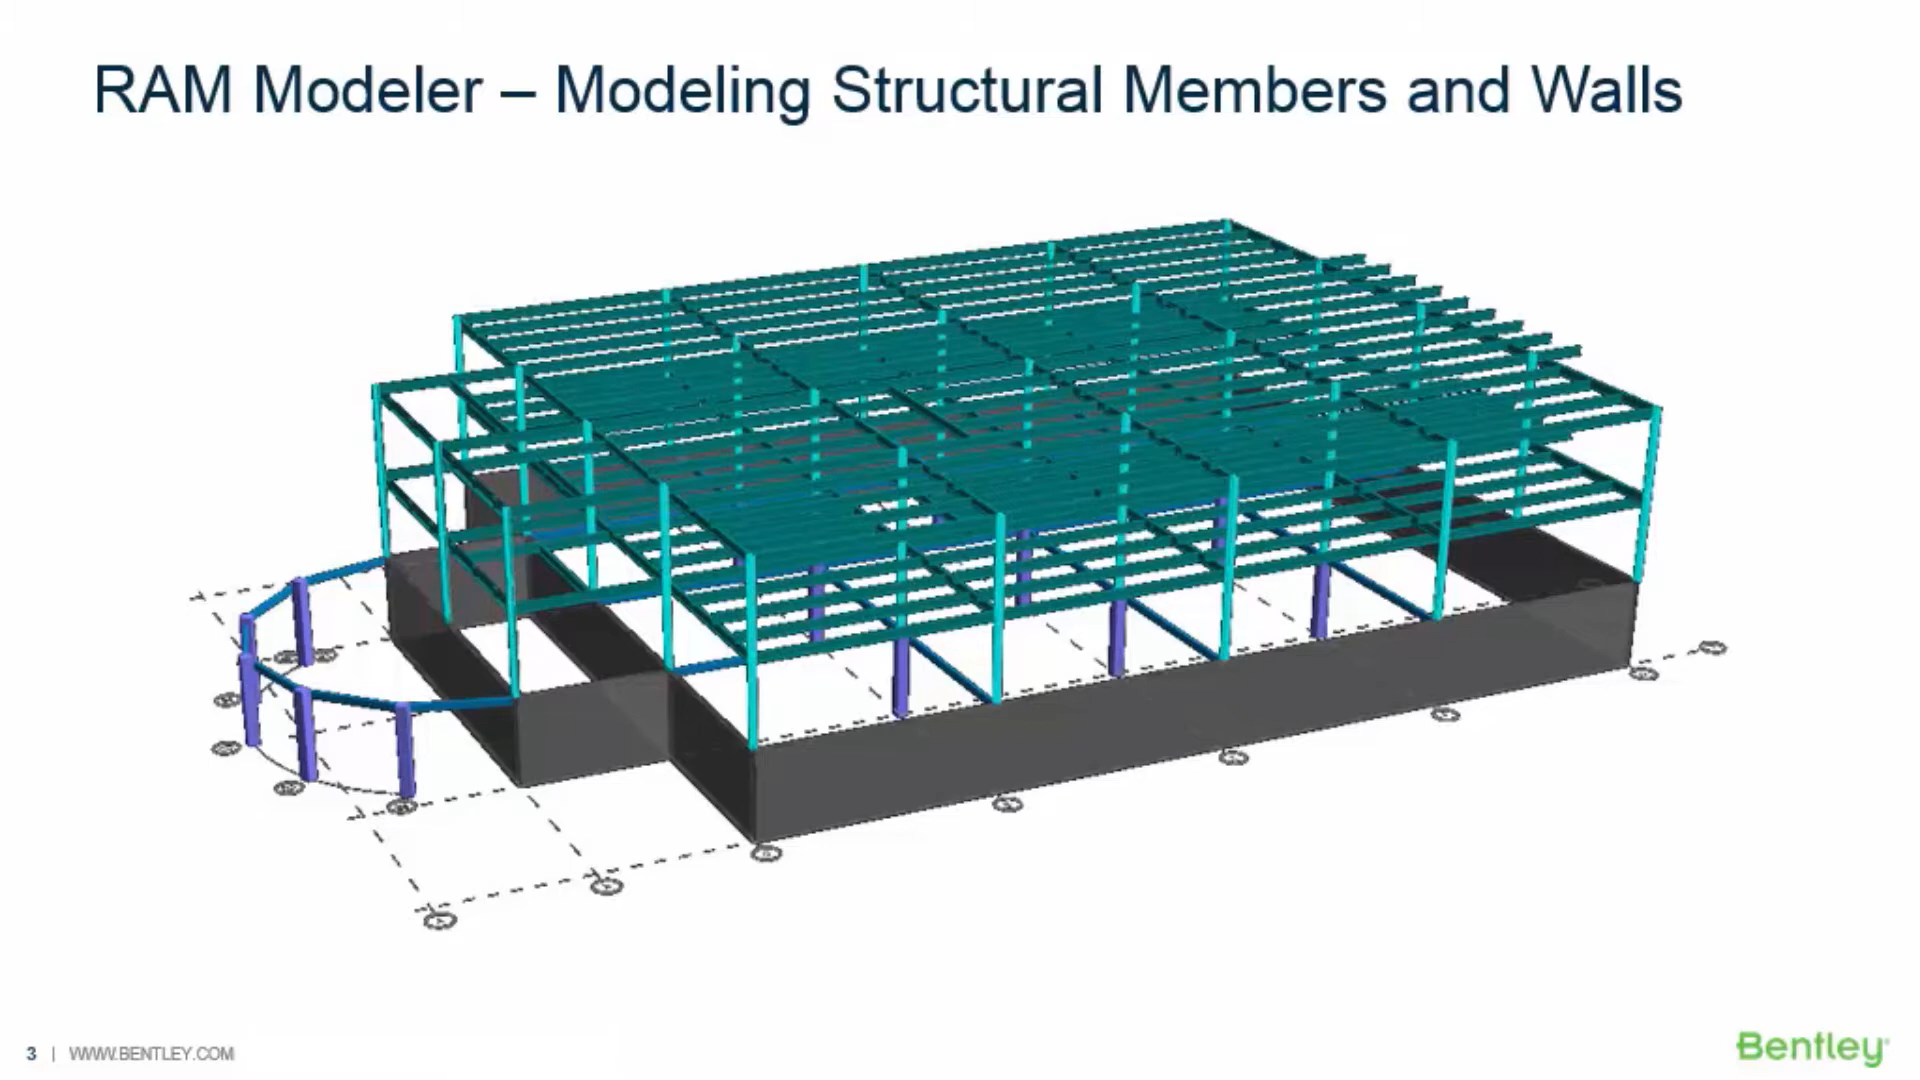 RAM Modeler – Modeling Structural Members and Walls
3 | WWW.BENTLEY.COM
Bentley